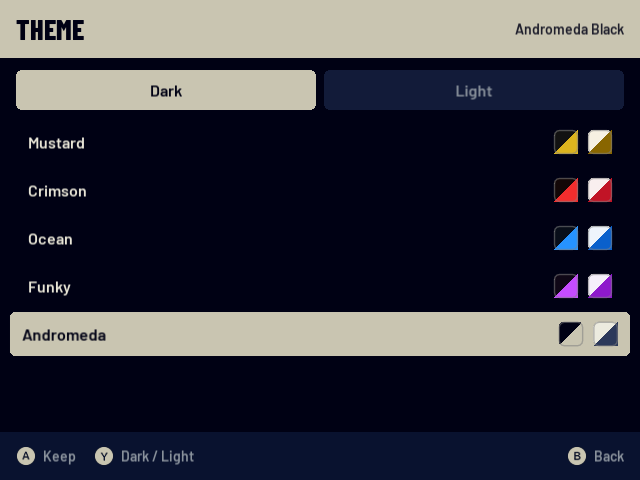 THEME
Andromeda Black
Dark
Light
Mustard
Crimson
Ocean
Funky
Andromeda
A Keep Y Dark / Light B Back